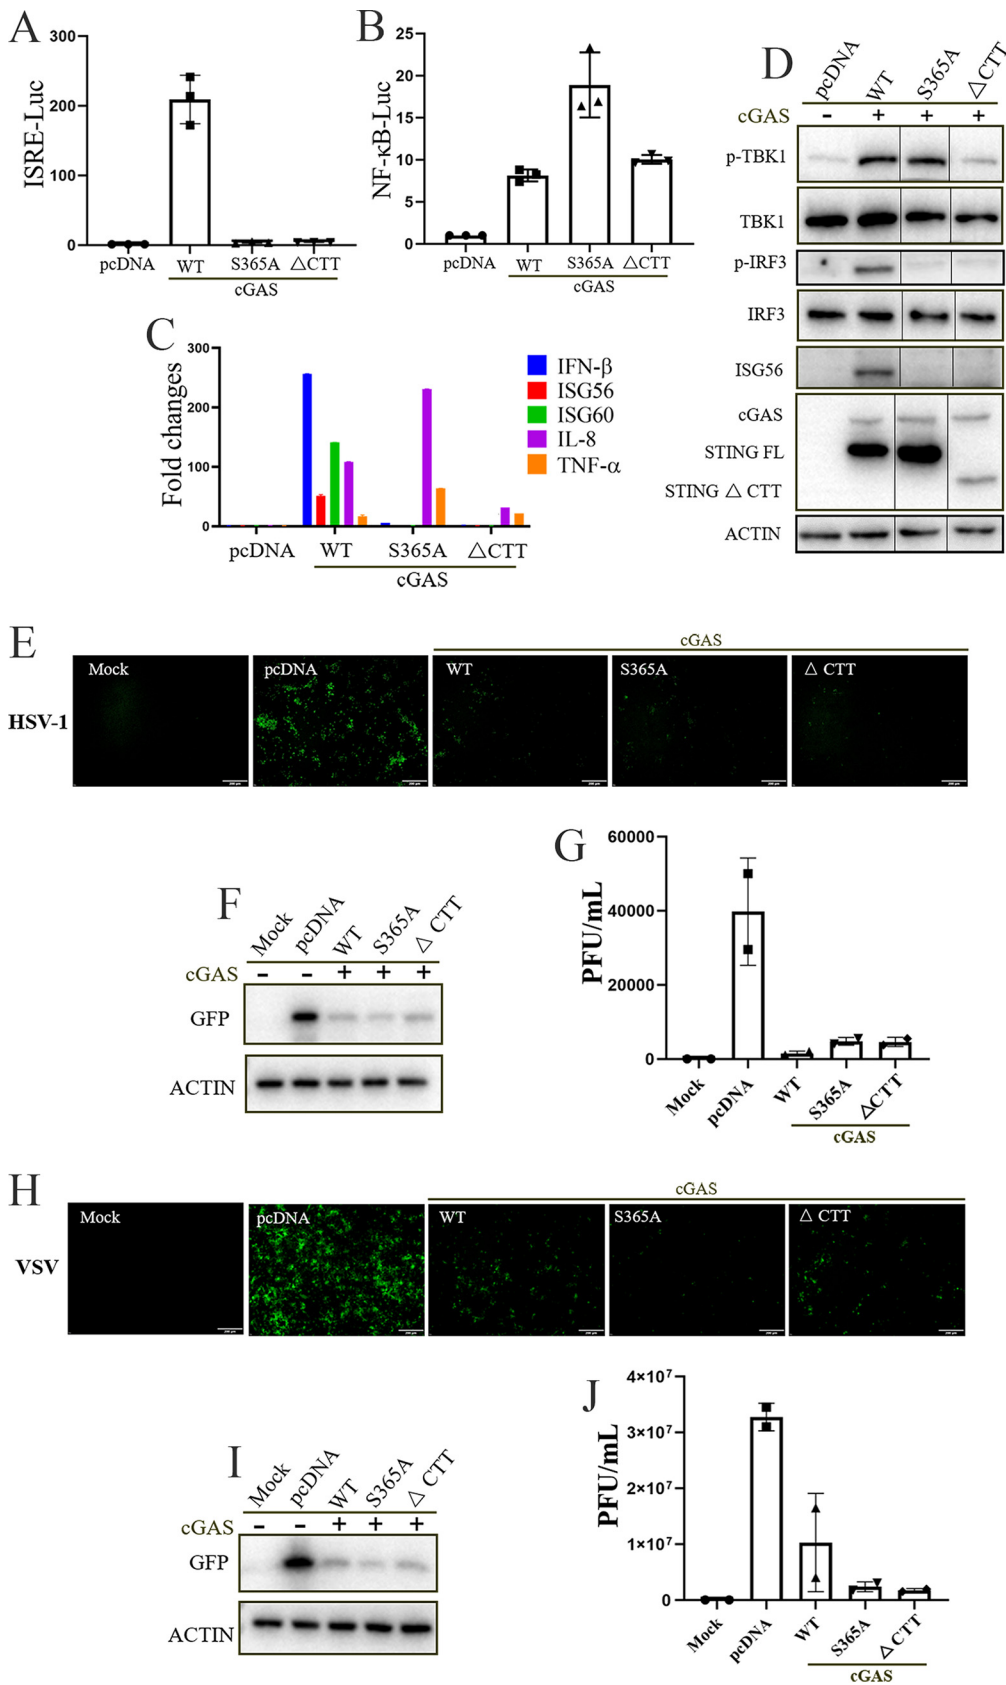 A
ISRE-Luc
300
200
100
0
pcDNA WT S365A △CTT
cGAS
B
NF-κB-Luc
25
20
15
10
5
0
pcDNA WT S365A △CTT
cGAS
C
Fold changes
300
200
100
0
pcDNA WT S365A △CTT
cGAS
IFN-β
ISG56
ISG60
IL-8
TNF-α
D
pcDNA WT S365A △CTT
cGAS - + + +
p-TBK1
TBK1
p-IRF3
IRF3
ISG56
cGAS
STING FL
STING △ CTT
ACTIN
E
cGAS
HSV-1
Mock pcDNA WT S365A △ CTT
F
Mock pcDNA WT S365A △ CTT
cGAS - - + + +
GFP
ACTIN
G
PFU/mL
60000
40000
20000
0
Mock pcDNA WT S365A △CTT
cGAS
H
cGAS
VSV
Mock pcDNA WT S365A △ CTT
I
Mock pcDNA WT S365A △ CTT
cGAS - - + + +
GFP
ACTIN
J
PFU/mL
4×10⁷
3×10⁷
2×10⁷
1×10⁷
0
Mock pcDNA WT S365A △CTT
cGAS